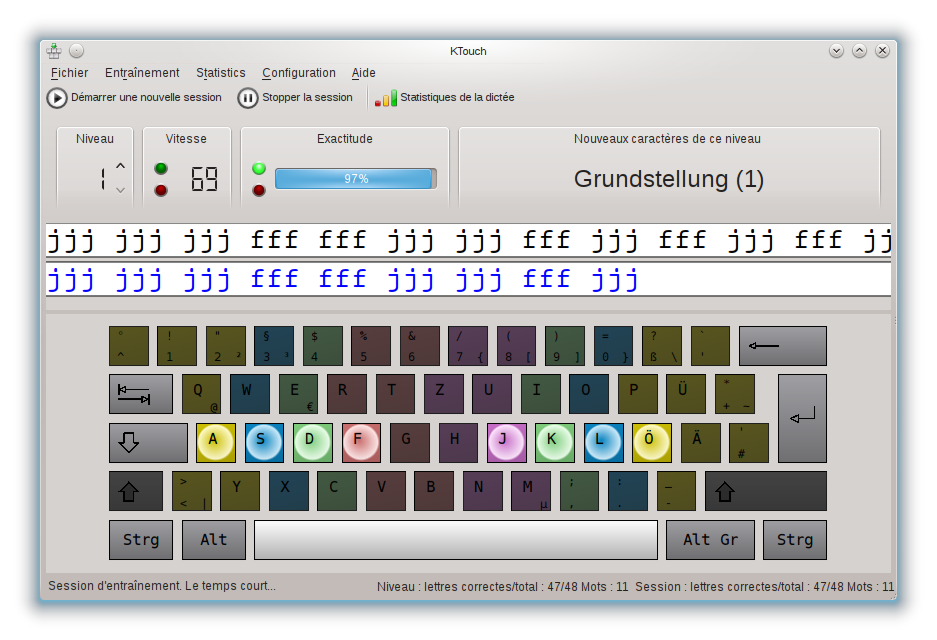 KTouch
Fichier Entraînement Statistics Configuration Aide
Démarrer une nouvelle session Stopper la session Statistiques de la dictée
Niveau Vitesse Exactitude Nouveaux caractères de ce niveau
1 69 97% Grundstellung (1)
jjj jjj jjj fff fff jjj jjj fff jjj fff jjj fff jj
jjj jjj jjj fff fff jjj jjj fff jjj
° ! " § $ % & / ( ) = ? `
^ 1 2 ² 3 ³ 4 5 6 7 { 8 [ 9 ] 0 } ß \ '
Q @ W E € R T Z U I O P Ü * + ~
A S D F G H J K L Ö Ä ' #
> < | Y X C V B N M µ ; , : . _ -
Strg Alt Alt Gr Strg
Session d'entraînement. Le temps court... Niveau : lettres correctes/total : 47/48 Mots : 11 Session : lettres correctes/total : 47/48 Mots : 11